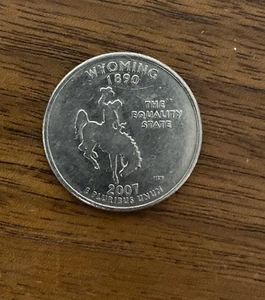 WYOMING
1890
THE
EQUALITY
STATE
2007
E PLURIBUS UNUM